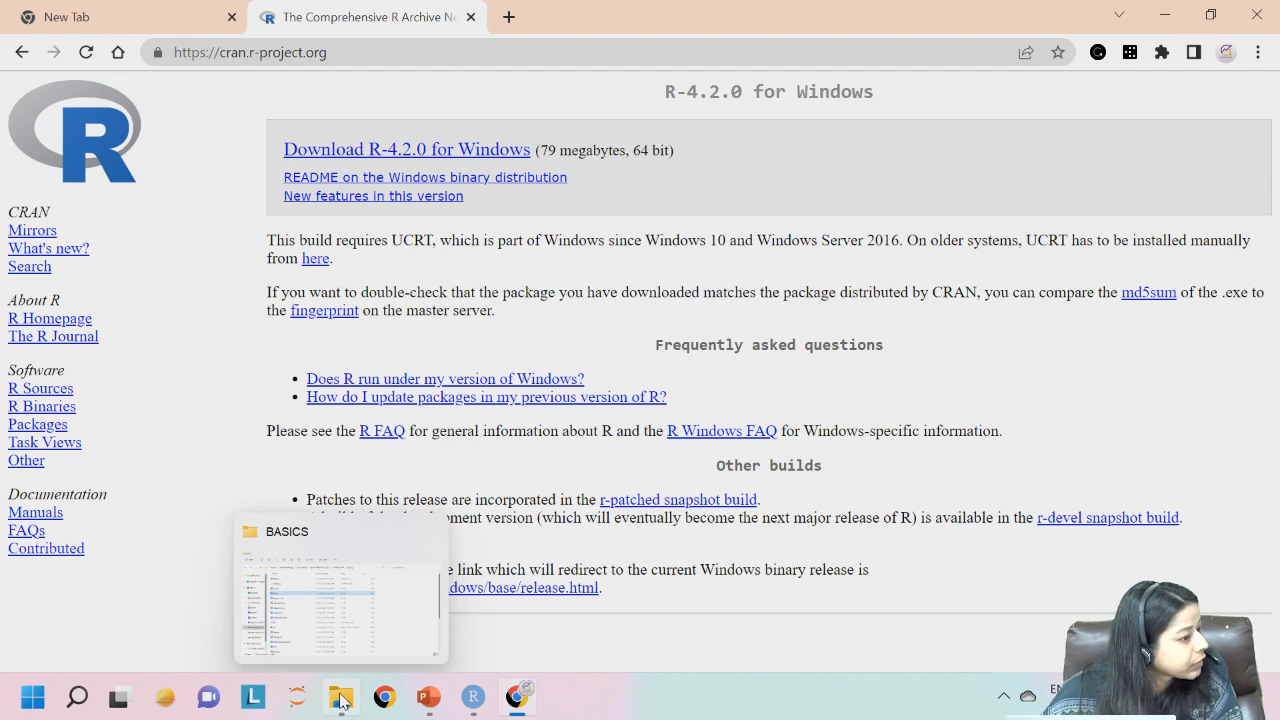 New Tab
The Comprehensive R Archive Ne
https://cran.r-project.org
R
CRAN
Mirrors
What's new?
Search
About R
R Homepage
The R Journal
Software
R Sources
R Binaries
Packages
Task Views
Other
Documentation
Manuals
FAQs
Contributed
R-4.2.0 for Windows
Download R-4.2.0 for Windows (79 megabytes, 64 bit)
README on the Windows binary distribution
New features in this version
This build requires UCRT, which is part of Windows since Windows 10 and Windows Server 2016. On older systems, UCRT has to be installed manually
from here.
If you want to double-check that the package you have downloaded matches the package distributed by CRAN, you can compare the md5sum of the .exe to
the fingerprint on the master server.
Frequently asked questions
• Does R run under my version of Windows?
• How do I update packages in my previous version of R?
Please see the R FAQ for general information about R and the R Windows FAQ for Windows-specific information.
Other builds
• Patches to this release are incorporated in the r-patched snapshot build.
version (which will eventually become the next major release of R) is available in the r-devel snapshot build.
link which will redirect to the current Windows binary release is
dows/base/release.html.
BASICS
L
R